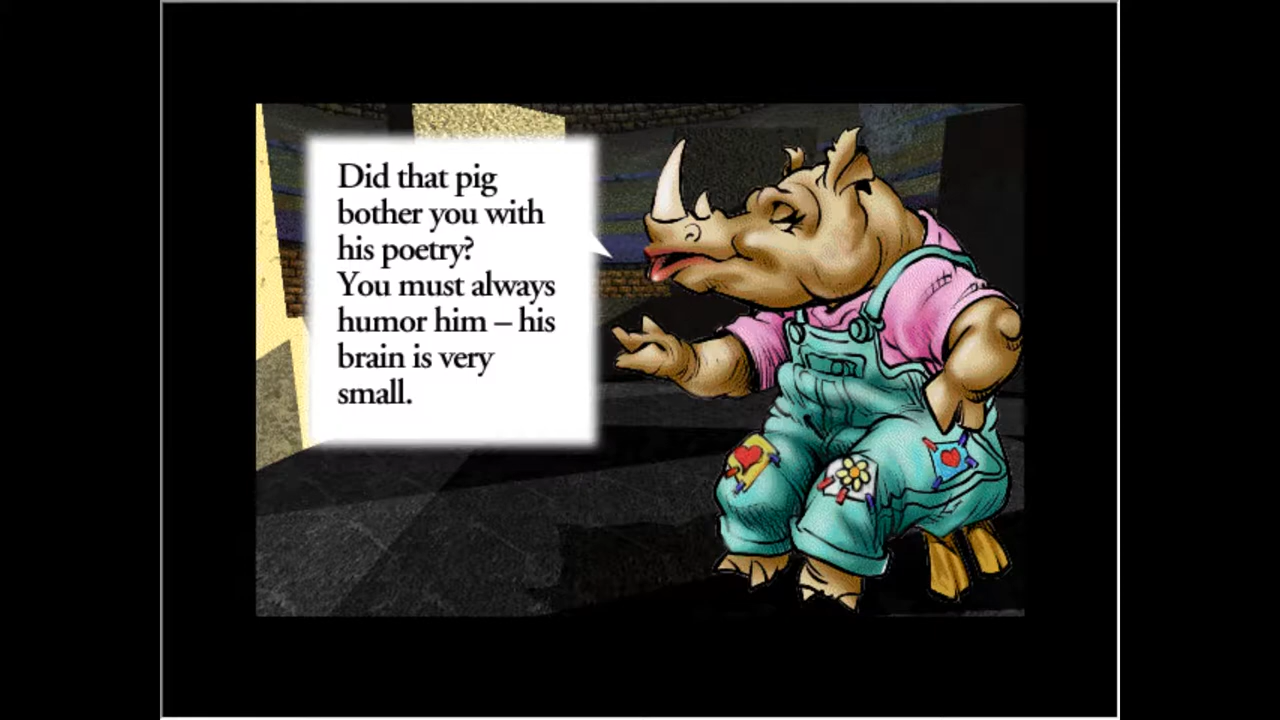 Did that pig
bother you with
his poetry?
You must always
humor him – his
brain is very
small.